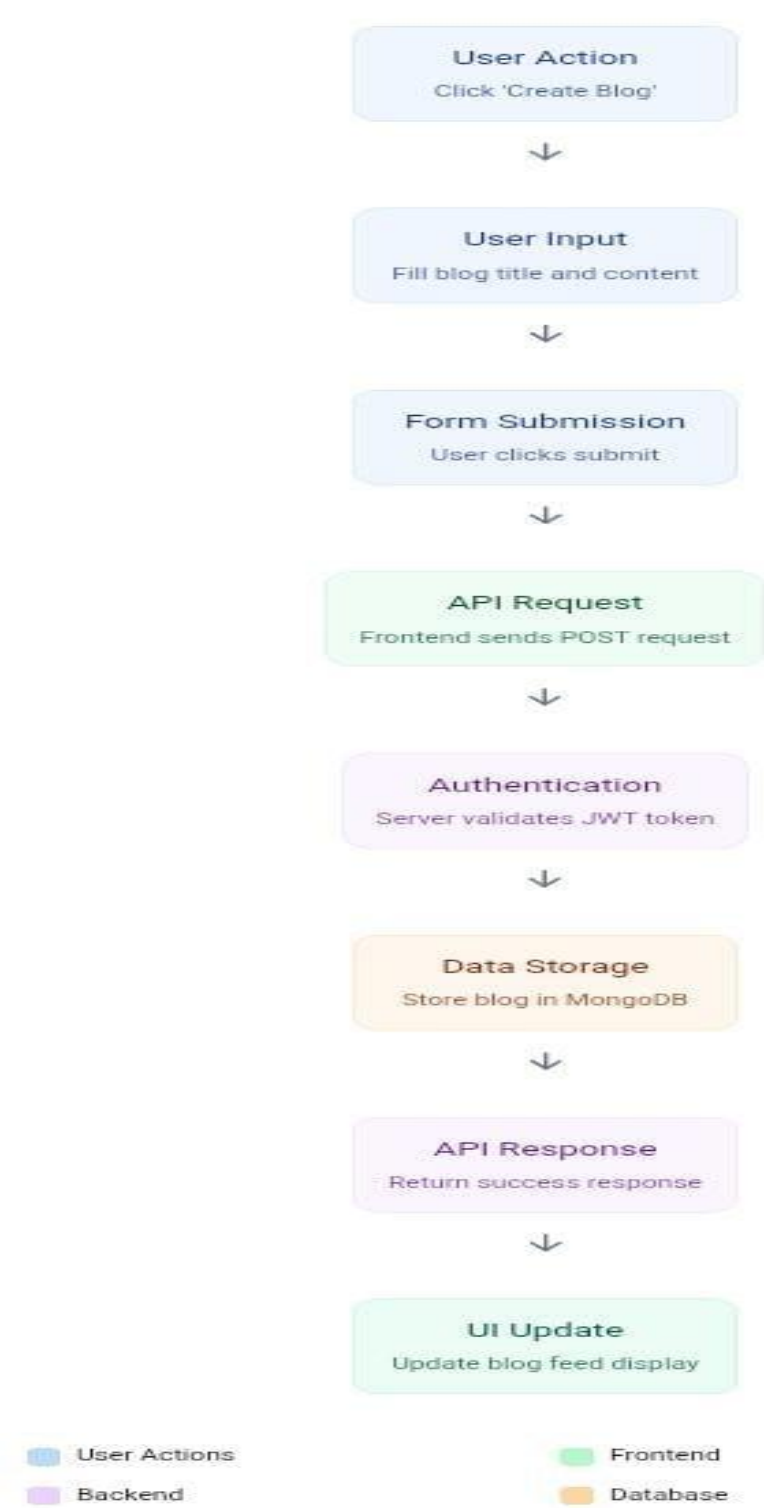 User Action
Click 'Create Blog'
User Input
Fill blog title and content
Form Submission
User clicks submit
API Request
Frontend sends POST request
Authentication
Server validates JWT token
Data Storage
Store blog in MongoDB
API Response
Return success response
UI Update
Update blog feed display
User Actions
Frontend
Backend
Database